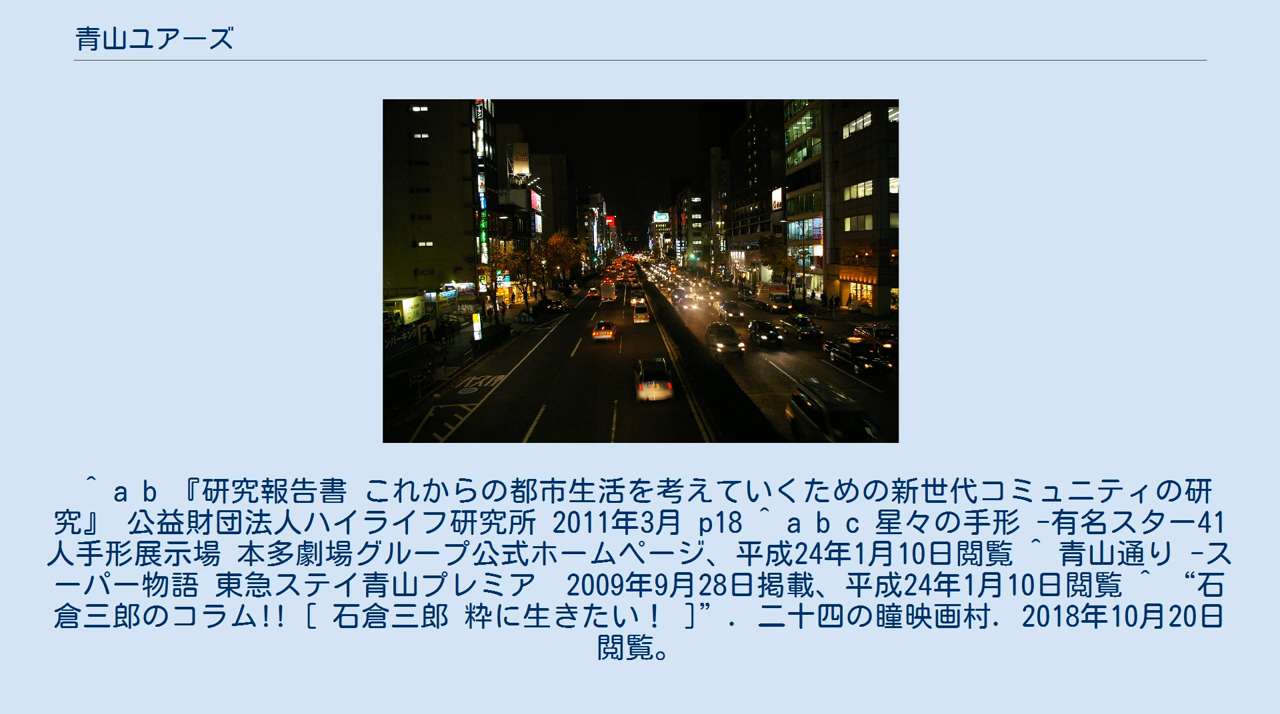 青山ユアーズ
^ a b 『研究報告書 これからの都市生活を考えていくための新世代コミュニティの研
究』 公益財団法人ハイライフ研究所 2011年3月 p18 ^ a b c 星々の手形 -有名スター41
人手形展示場 本多劇場グループ公式ホームページ、平成24年1月10日閲覧 ^ 青山通り -ス
ーパー物語 東急ステイ青山プレミア　2009年9月28日掲載、平成24年1月10日閲覧 ^ “石
倉三郎のコラム!! [ 石倉三郎 粋に生きたい！ ]”. 二十四の瞳映画村. 2018年10月20日
閲覧。